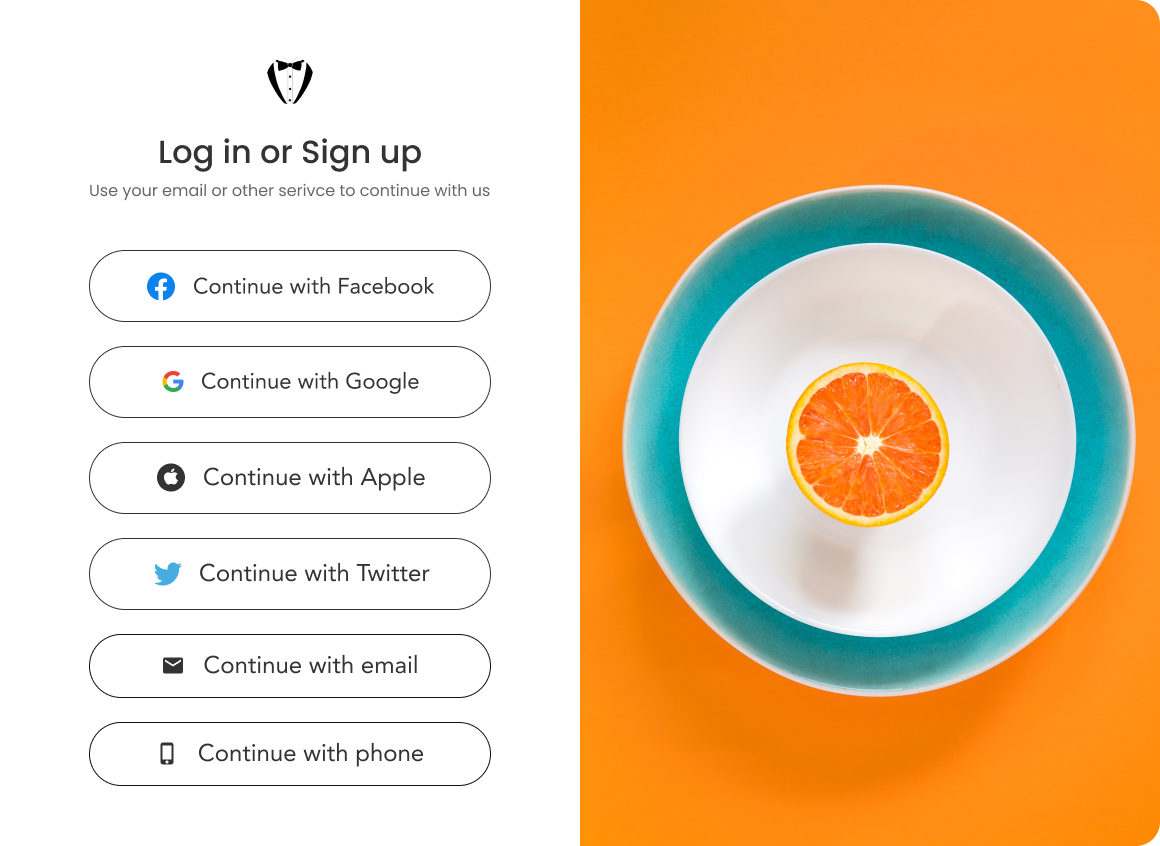 Log in or Sign up
Use your email or other serivce to continue with us
Continue with Facebook
Continue with Google
Continue with Apple
Continue with Twitter
Continue with email
Continue with phone